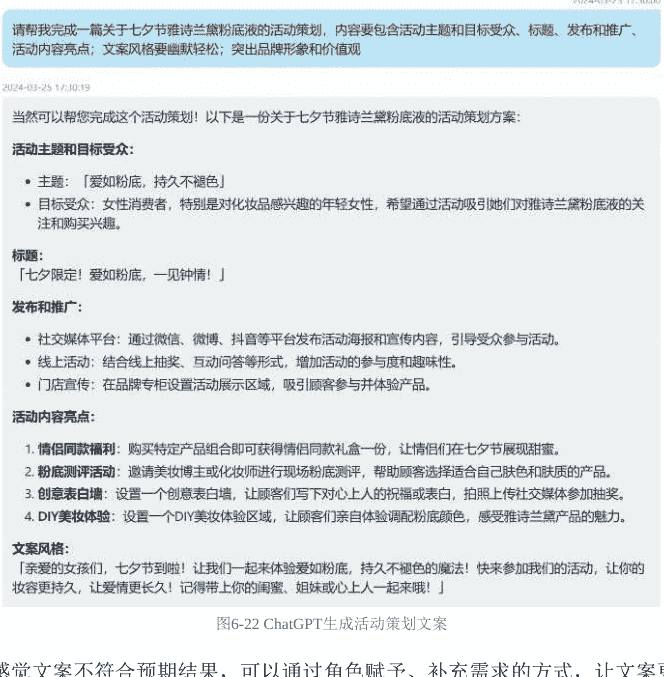 请帮我完成一篇关于七夕节雅诗兰黛粉底液的活动策划，内容要包含活动主题和目标受众、标题、发布和推广、
活动内容亮点；文案风格要幽默轻松；突出品牌形象和价值观
2024-03-25 17:30:19
当然可以帮您完成这个活动策划！以下是一份关于七夕节雅诗兰黛粉底液的活动策划方案：
活动主题和目标受众：
• 主题：「爱如粉底，持久不褪色」
• 目标受众：女性消费者，特别是对化妆品感兴趣的年轻女性，希望通过活动吸引她们对雅诗兰黛粉底液的关
注和购买兴趣。
标题：
「七夕限定！爱如粉底，一见钟情！」
发布和推广：
• 社交媒体平台：通过微信、微博、抖音等平台发布活动海报和宣传内容，引导受众参与活动。
• 线上活动：结合线上抽奖、互动问答等形式，增加活动的参与度和趣味性。
• 门店宣传：在品牌专柜设置活动展示区域，吸引顾客参与并体验产品。
活动内容亮点：
1. 情侣同款福利：购买特定产品组合即可获得情侣同款礼盒一份，让情侣们在七夕节展现甜蜜。
2. 粉底测评活动：邀请美妆博主或化妆师进行现场粉底测评，帮助顾客选择适合自己肤色和肤质的产品。
3. 创意表白墙：设置一个创意表白墙，让顾客们写下对心上人的祝福或表白，拍照上传社交媒体参加抽奖。
4. DIY美妆体验：设置一个DIY美妆体验区域，让顾客们亲自体验调配粉底颜色，感受雅诗兰黛产品的魅力。
文案风格：
「亲爱的女孩们，七夕节到啦！让我们一起来体验爱如粉底，持久不褪色的魔法！快来参加我们的活动，让你的
妆容更持久，让爱情更长久！记得带上你的闺蜜、姐妹或心上人一起来哦！」
图6-22 ChatGPT生成活动策划文案
感觉文案不符合预期结果，可以通过角色赋予、补充需求的方式，让文案更